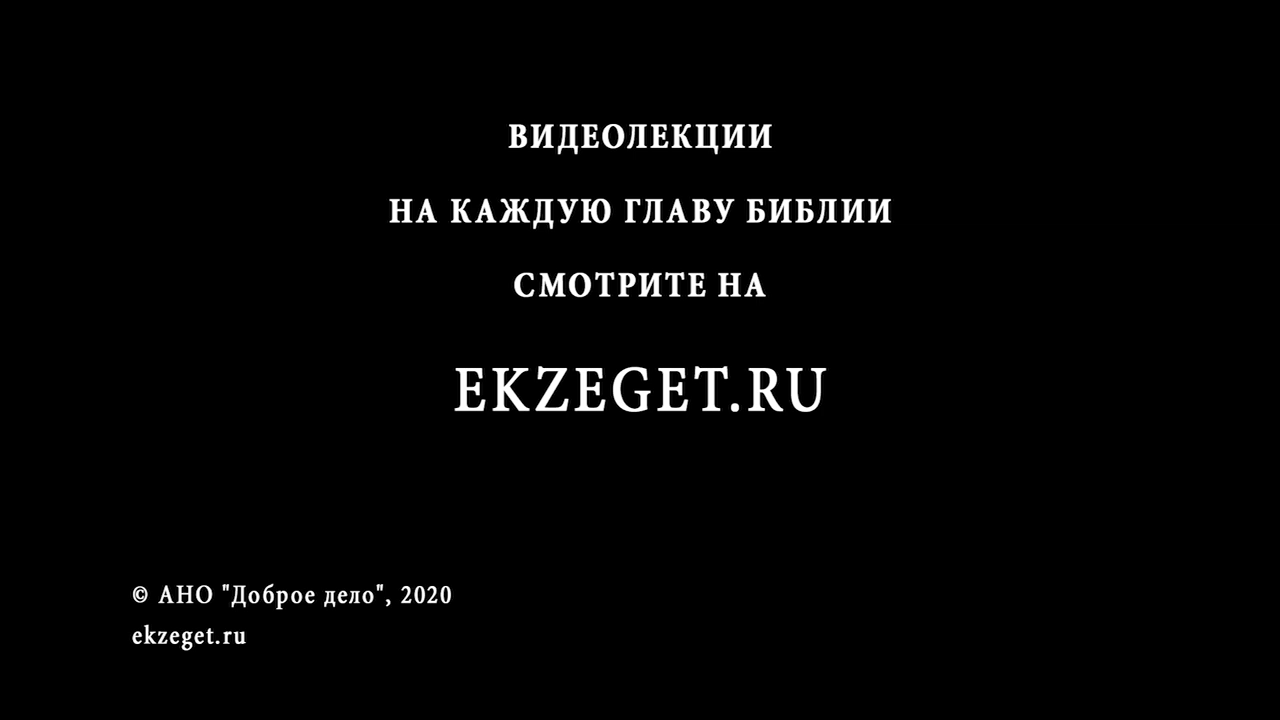 ВИДЕОЛЕКЦИИ
НА КАЖДУЮ ГЛАВУ БИБЛИИ
СМОТРИТЕ НА
EKZEGET.RU
© АНО "Доброе дело", 2020
ekzeget.ru